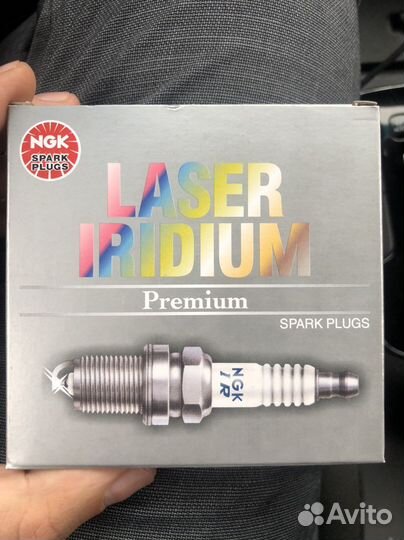 NGK
SPARK
PLUGS
LASER
IRIDIUM
Premium
SPARK PLUGS
NGK
IR
Avito